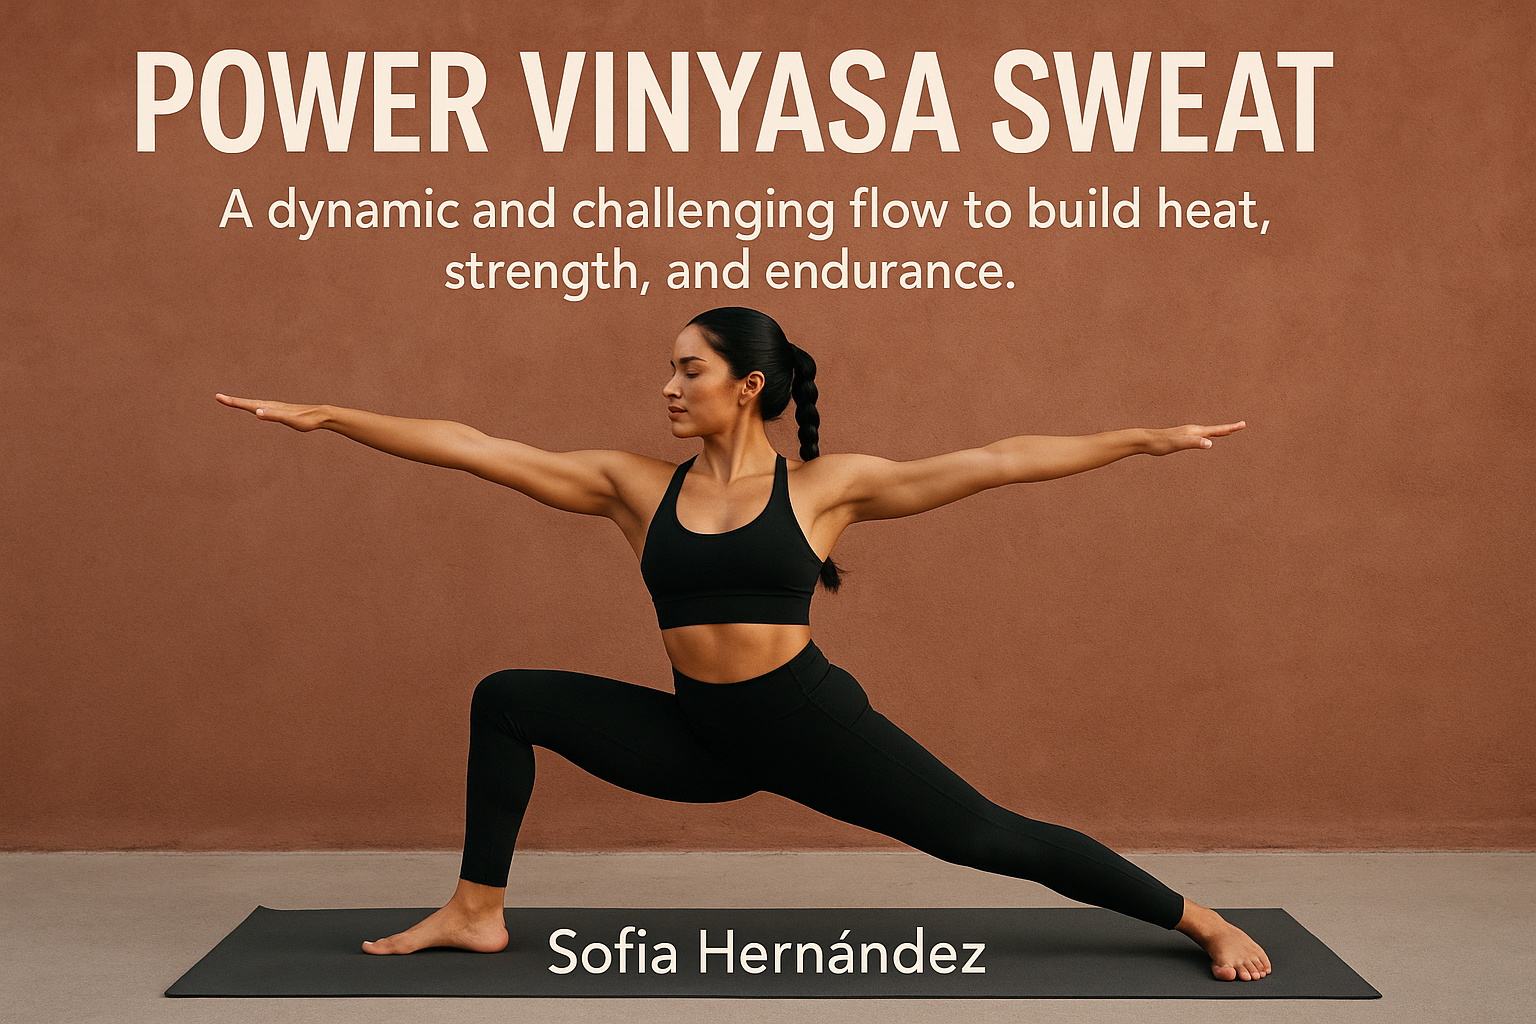 POWER VINYASA SWEAT
A dynamic and challenging flow to build heat,
strength, and endurance.
Sofia Hernández